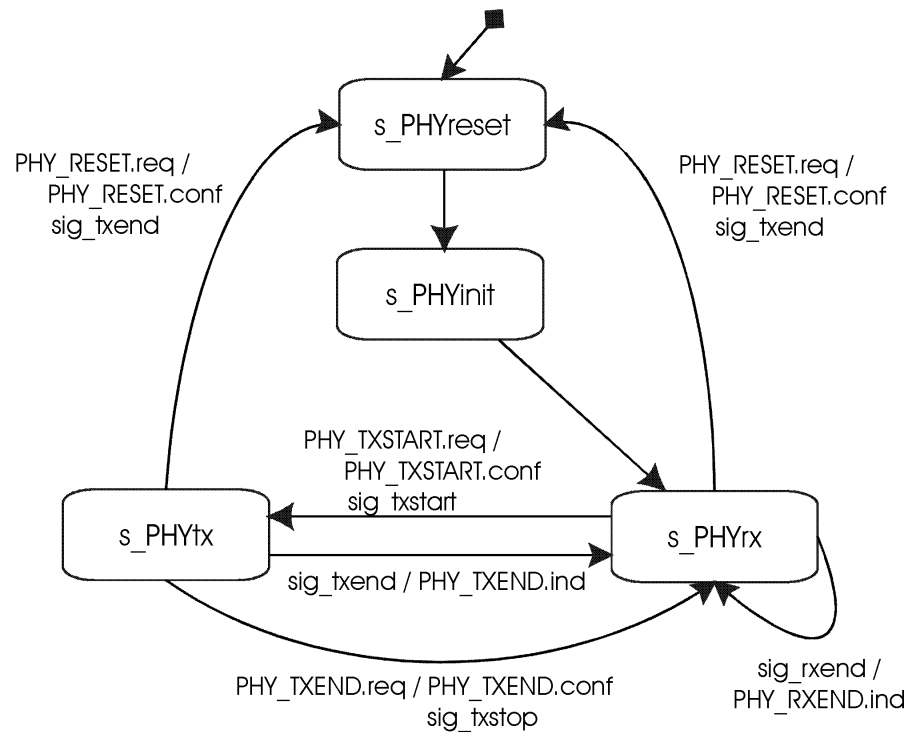 s_PHYreset
PHY_RESET.req /
PHY_RESET.conf
sig_txend
PHY_RESET.req /
PHY_RESET.conf
sig_txend
s_PHYinit
PHY_TXSTART.req /
PHY_TXSTART.conf
sig_txstart
s_PHYtx
s_PHYrx
sig_txend / PHY_TXEND.ind
sig_rxend /
PHY_RXEND.ind
PHY_TXEND.req / PHY_TXEND.conf
sig_txstop